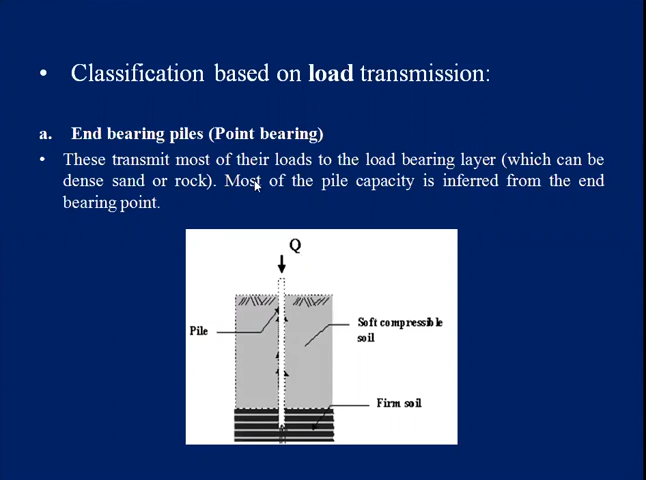 • Classification based on load transmission:
a. End bearing piles (Point bearing)
• These transmit most of their loads to the load bearing layer (which can be
dense sand or rock). Most of the pile capacity is inferred from the end
bearing point.
Q
Pile
Soft compressible
soil
Firm soil